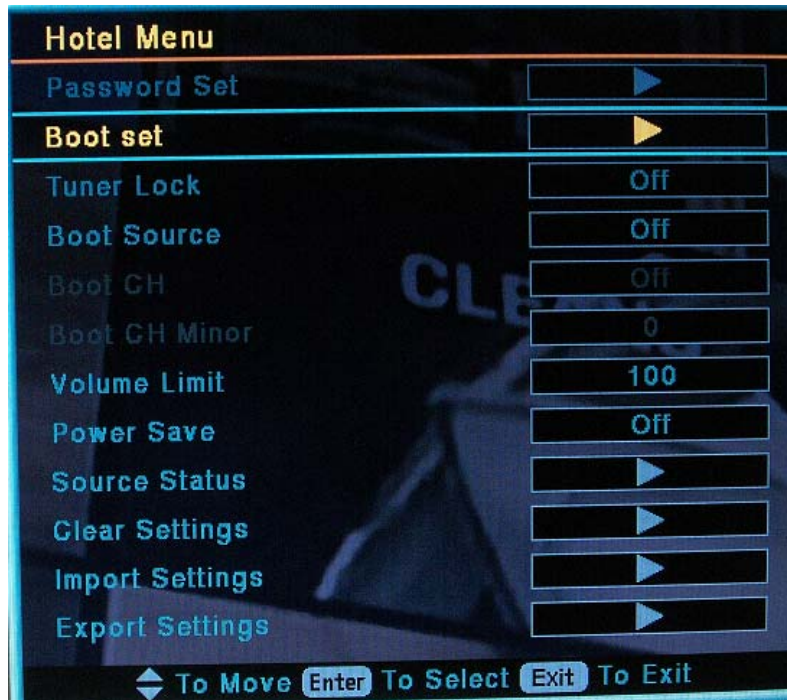 Hotel Menu
Password Set
Boot set
Tuner Lock Off
Boot Source Off
Boot CH Off
Boot CH Minor 0
Volume Limit 100
Power Save Off
Source Status
Clear Settings
Import Settings
Export Settings
To Move Enter To Select Exit To Exit